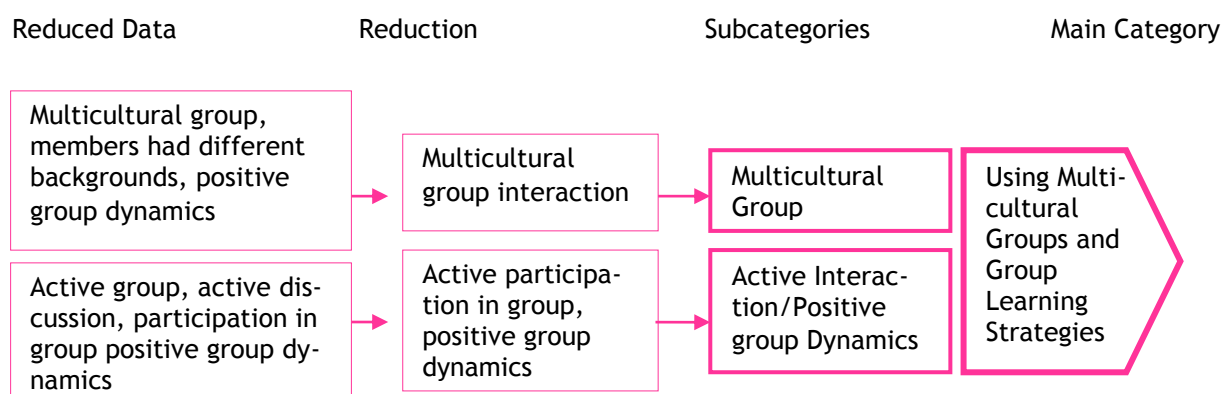 Reduced Data
Reduction
Subcategories
Main Category
Multicultural group,
members had different
backgrounds, positive
group dynamics
Multicultural
group interaction
Multicultural
Group
Using Multi-
cultural
Groups and
Group
Learning
Strategies
Active group, active dis-
cussion, participation in
group positive group dy-
namics
Active participa-
tion in group,
positive group
dynamics
Active Interac-
tion/Positive
group Dynamics